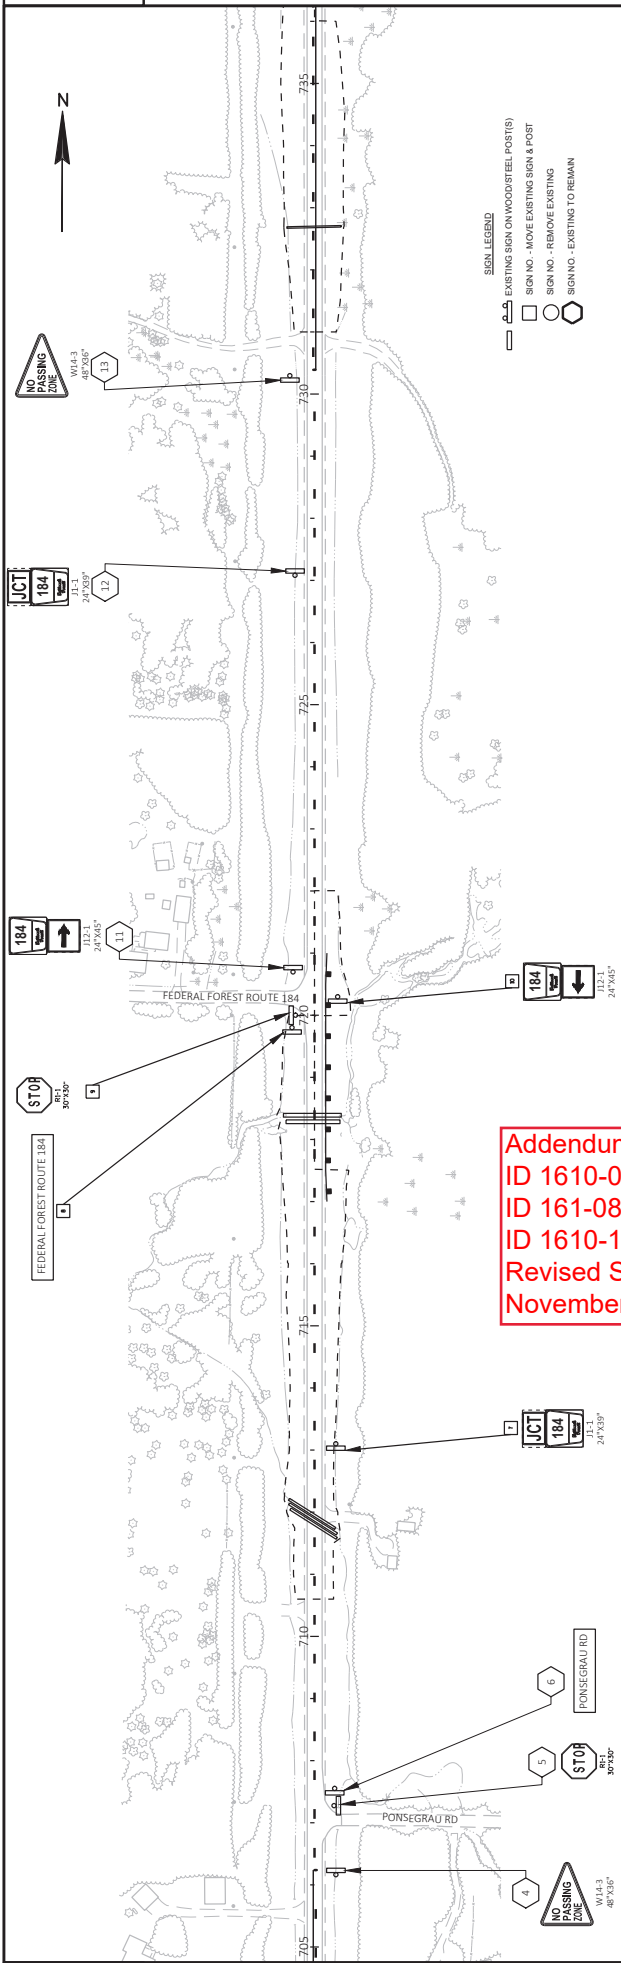 N
735
SIGN LEGEND
EXISTING SIGN ON WOOD/STEEL POST(S)
SIGN NO. - MOVE EXISTING SIGN & POST
SIGN NO. - REMOVE EXISTING
SIGN NO. - EXISTING TO REMAIN
NO
PASSING
ZONE
W14-3
48"X36"
13
730
JCT
184
J1-1
24"X39"
12
725
184
J12-1
24"X45"
11
FEDERAL FOREST ROUTE 184
720
10
184
J12-1
24"X45"
STOP
R1-1
30"X30"
9
FEDERAL FOREST ROUTE 184
8
Addendum
ID 1610-0
ID 161-08
ID 1610-1
Revised S
November
715
7
JCT
184
J1-1
24"X39"
710
6
PONSEGRAU RD
5
STOP
R1-1
30"X30"
PONSEGRAU RD
4
NO
PASSING
ZONE
W14-3
48"X36"
705